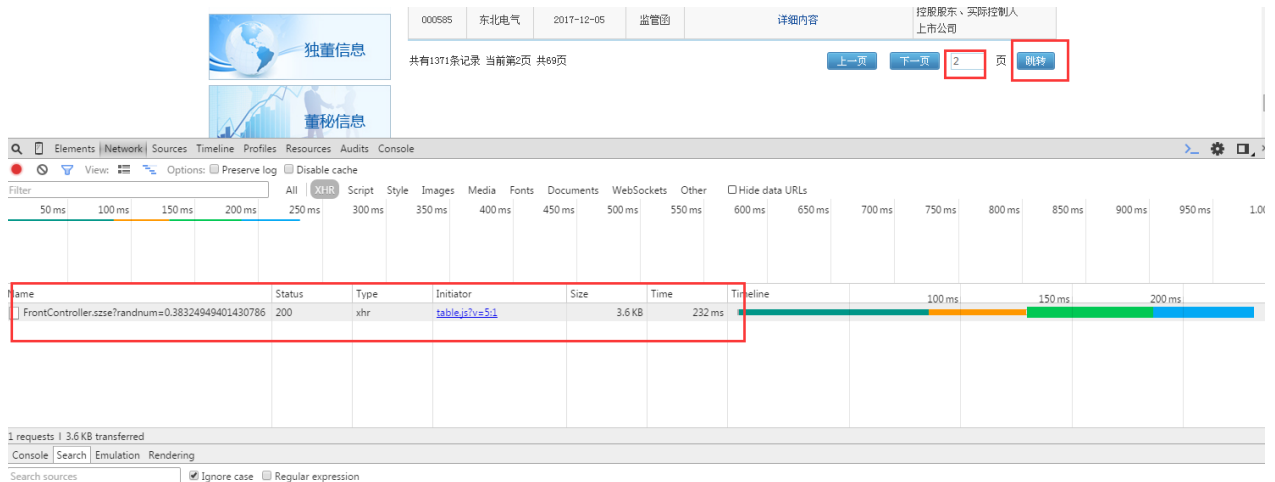 000585 东北电气 2017-12-05 监管函 详细内容 控股股东、实际控制人
上市公司
独董信息
共有1371条记录 当前第2页 共69页 上一页 下一页 2 页 跳转
董秘信息
Elements Network Sources Timeline Profiles Resources Audits Console
View: Options: Preserve log Disable cache
Filter All XHR Script Style Images Media Fonts Documents WebSockets Other Hide data URLs
50 ms 100 ms 150 ms 200 ms 250 ms 300 ms 350 ms 400 ms 450 ms 500 ms 550 ms 600 ms 650 ms 700 ms 750 ms 800 ms 850 ms 900 ms 950 ms 1.00
Name Status Type Initiator Size Time Timeline 100 ms 150 ms 200 ms
FrontController.szse?randnum=0.38324949401430786 200 xhr table.js?v=5:1 3.6 KB 232 ms
1 requests | 3.6 KB transferred
Console Search Emulation Rendering
Search sources Ignore case Regular expression